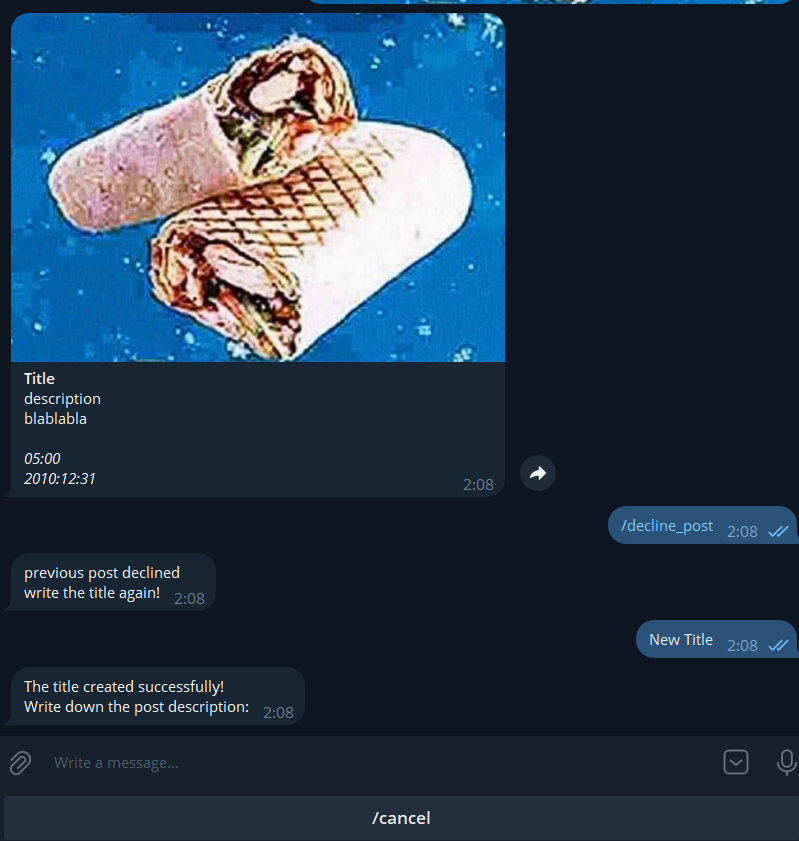 Title
description
blablabla
05:00
2010:12:31
2:08
/decline_post 2:08
previous post declined
write the title again! 2:08
New Title 2:08
The title created successfully!
Write down the post description: 2:08
Write a message...
/cancel